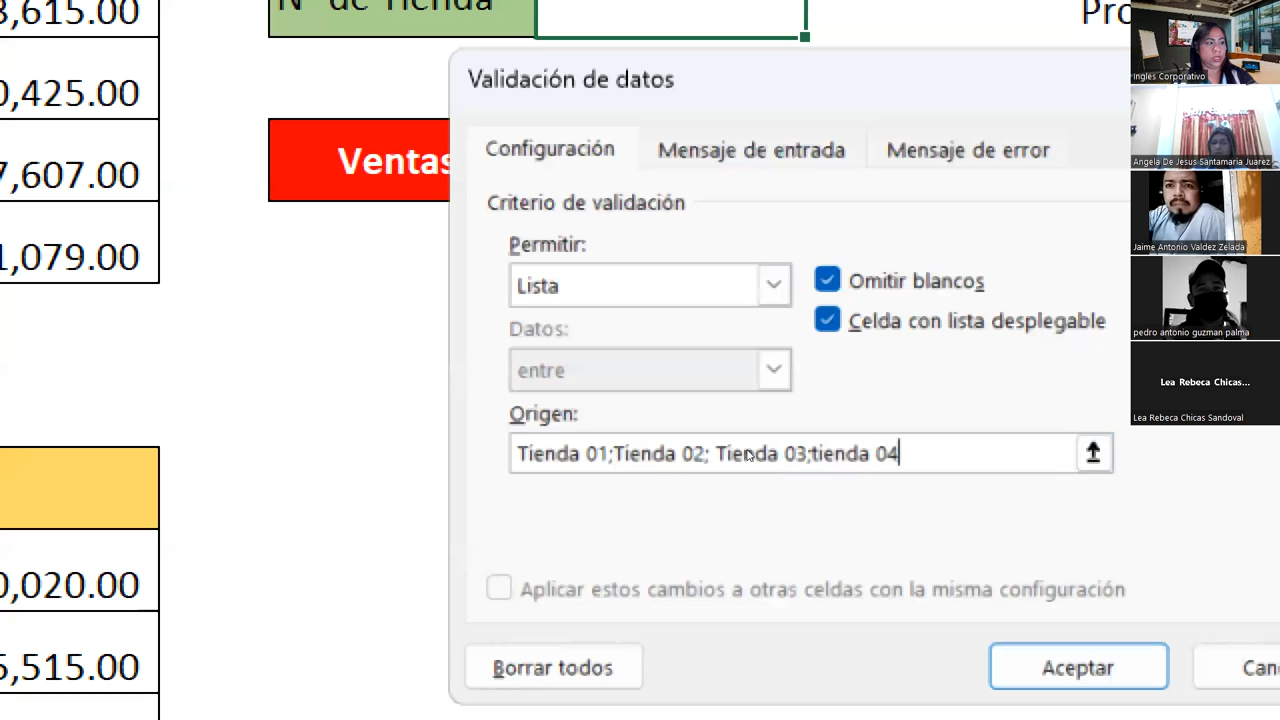 8,615.00
N° de Tienda
Pro
0,425.00
Validación de datos
Ingles Corporativo
7,607.00
Ventas
Configuración
Mensaje de entrada
Mensaje de error
Angela De Jesus Santamaria Juarez
Criterio de validación
1,079.00
Permitir:
Lista
Omitir blancos
Jaime Antonio Valdez Zelada
Datos:
Celda con lista desplegable
pedro antonio guzman palma
entre
Lea Rebeca Chicas...
Origen:
Lea Rebeca Chicas Sandoval
Tienda 01;Tienda 02; Tienda 03;tienda 04
0,020.00
Aplicar estos cambios a otras celdas con la misma configuración
5,515.00
Borrar todos
Aceptar
Can